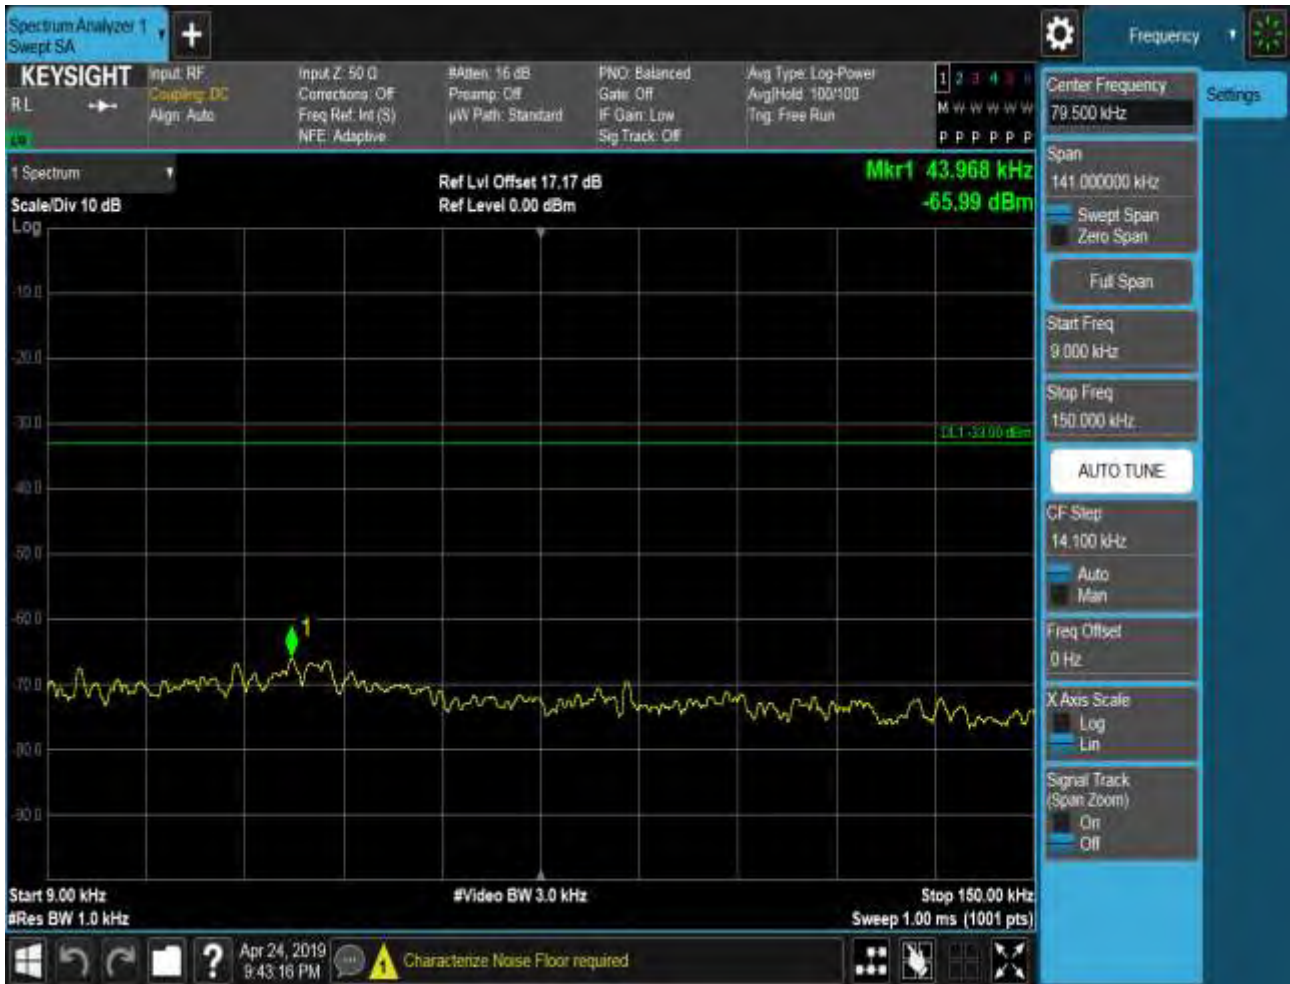 Spectrum Analyzer 1
Swept SA
+
Frequency
KEYSIGHT
R L
Input: RF
Coupling: DC
Align: Auto
Input Z: 50 Ω
Corrections: Off
Freq Ref: Int (S)
NFE: Adaptive
#Atten: 16 dB
Preamp: Off
µW Path: Standard
PNO: Balanced
Gate: Off
IF Gain: Low
Sig Track: Off
Avg Type: Log-Power
Avg|Hold: 100/100
Trig: Free Run
1 2 3 4 5 6
M W W W W W
P P P P P P
1 Spectrum
Scale/Div 10 dB
Log
Ref Lvl Offset 17.17 dB
Ref Level 0.00 dBm
Mkr1 43.968 kHz
-65.99 dBm
-10.0
-20.0
-30.0
-40.0
-50.0
-60.0
-70.0
-80.0
-90.0
DL1 -33.00 dBm
1
Start 9.00 kHz
#Res BW 1.0 kHz
#Video BW 3.0 kHz
Stop 150.00 kHz
Sweep 1.00 ms (1001 pts)
Center Frequency
79.500 kHz
Settings
Span
141.000000 kHz
Swept Span
Zero Span
Full Span
Start Freq
9.000 kHz
Stop Freq
150.000 kHz
AUTO TUNE
CF Step
14.100 kHz
Auto
Man
Freq Offset
0 Hz
X Axis Scale
Log
Lin
Signal Track
(Span Zoom)
On
Off
?
Apr 24, 2019
9:43:16 PM
1
Characterize Noise Floor required